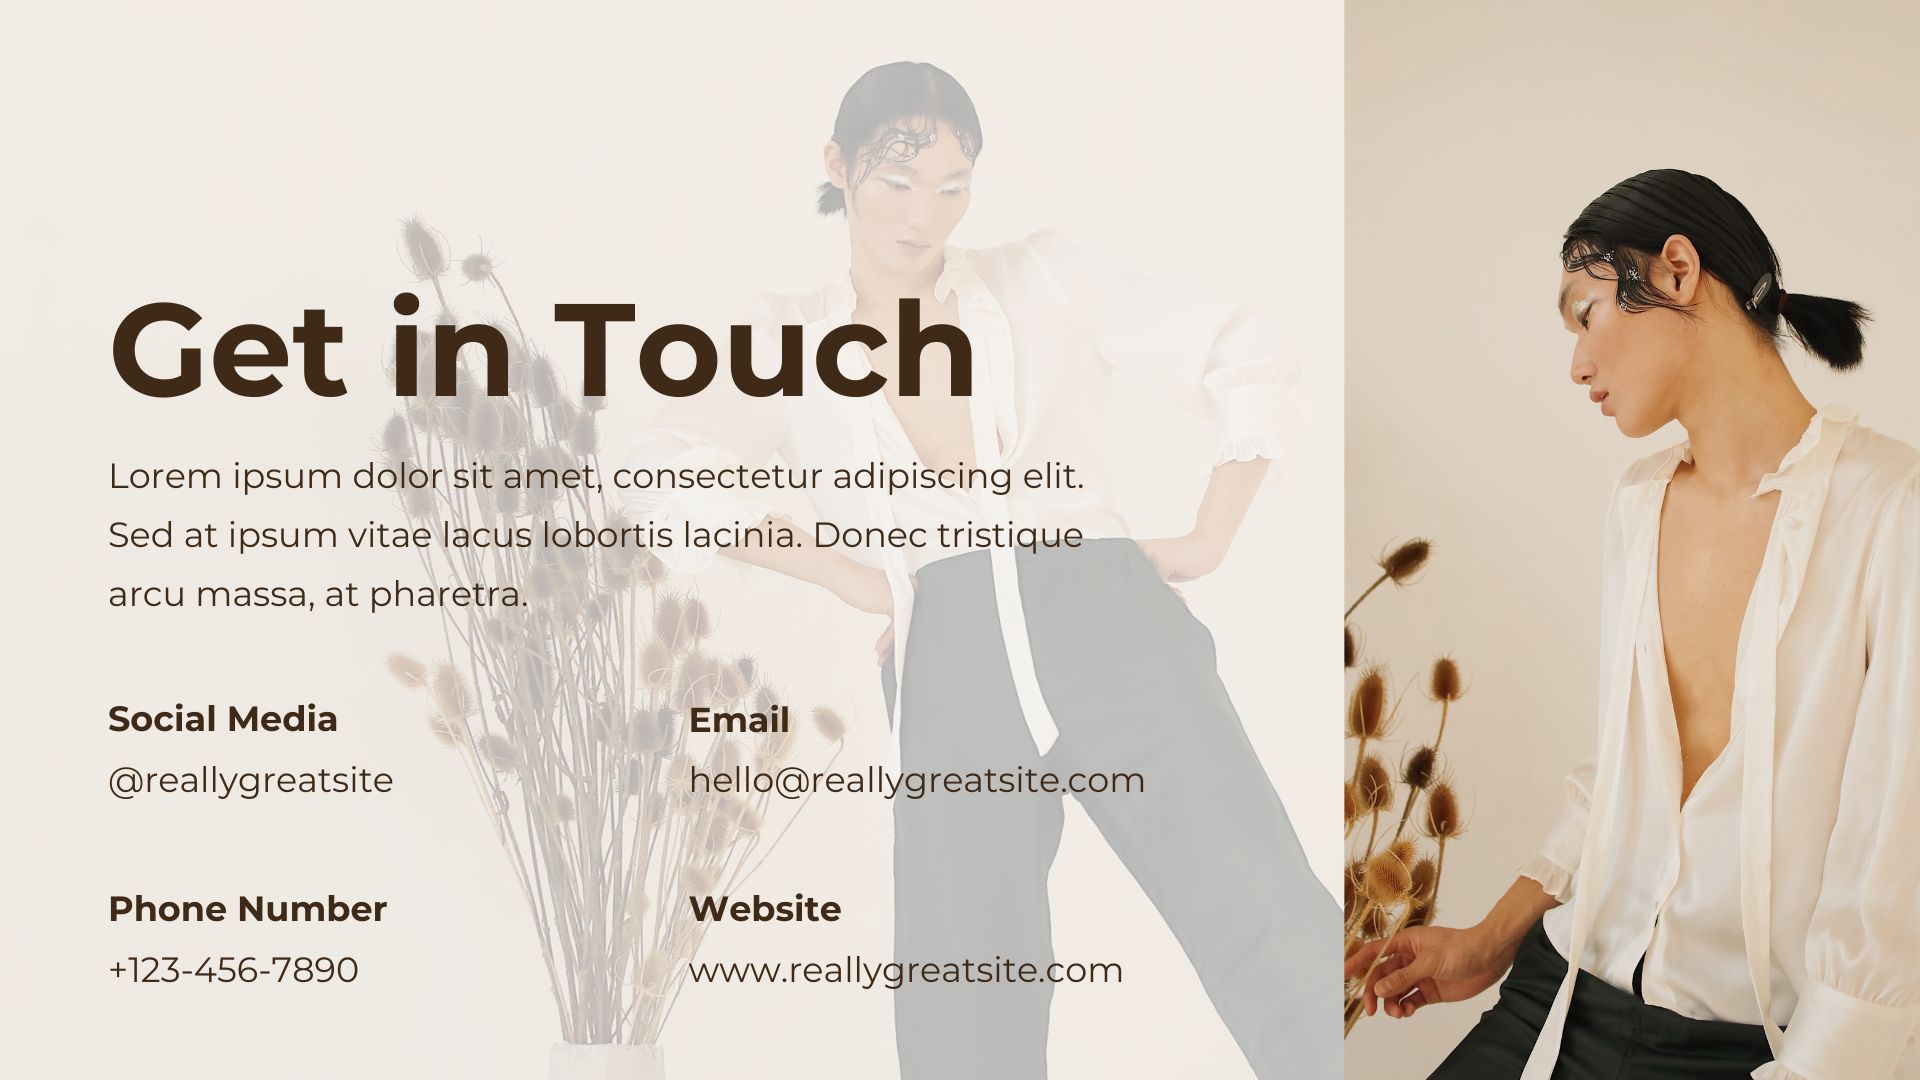 Get in Touch
Lorem ipsum dolor sit amet, consectetur adipiscing elit.
Sed at ipsum vitae lacus lobortis lacinia. Donec tristique
arcu massa, at pharetra.
Social Media
@reallygreatsite
Email
hello@reallygreatsite.com
Phone Number
+123-456-7890
Website
www.reallygreatsite.com